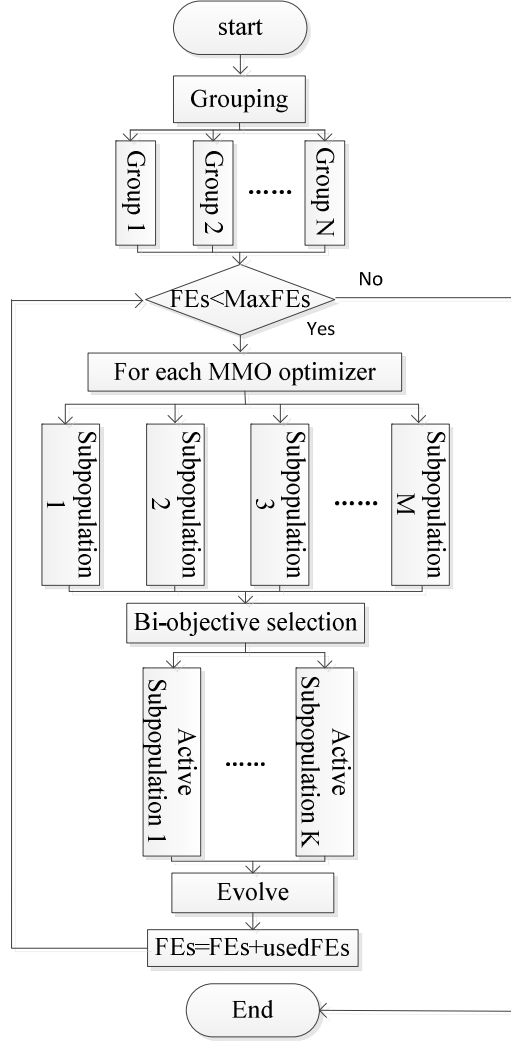 start
Grouping
Group 1
Group 2
......
Group N
FEs<MaxFEs
No
Yes
For each MMO optimizer
Subpopulation
1
Subpopulation
2
Subpopulation
3
......
Subpopulation
M
Bi-objective selection
Active
Subpopulation 1
......
Active
Subpopulation K
Evolve
FEs=FEs+usedFEs
End